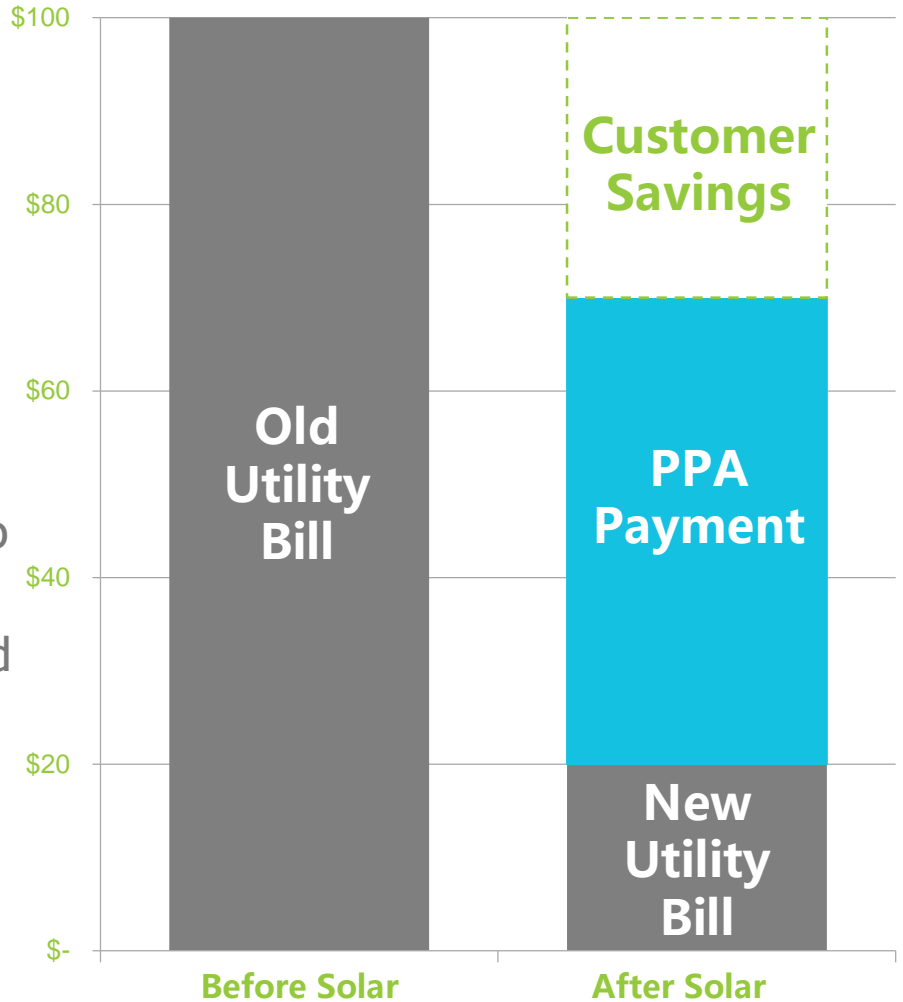 $100
$80
$60
$40
$20
$-
Old
Utility
Bill
Customer
Savings
PPA
Payment
New
Utility
Bill
Before Solar
After Solar